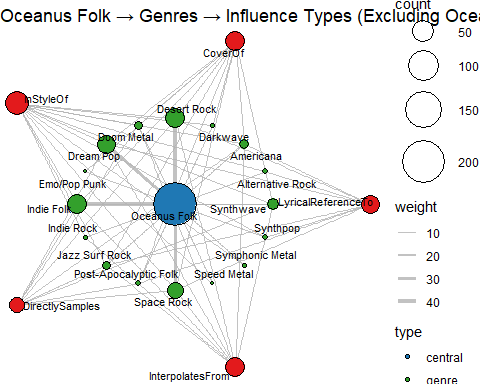 Oceanus Folk → Genres → Influence Types (Excluding Ocea
count
50
100
150
200
weight
10
20
30
40
type
central
genre
CoverOf
InStyleOf
Desert Rock
Doom Metal
Darkwave
Dream Pop
Americana
Emo/Pop Punk
Alternative Rock
Indie Folk
Oceanus Folk
Synthwave
LyricalReferenceTo
Indie Rock
Synthpop
Jazz Surf Rock
Symphonic Metal
Post-Apocalyptic Folk
Speed Metal
Space Rock
DirectlySamples
InterpolatesFrom